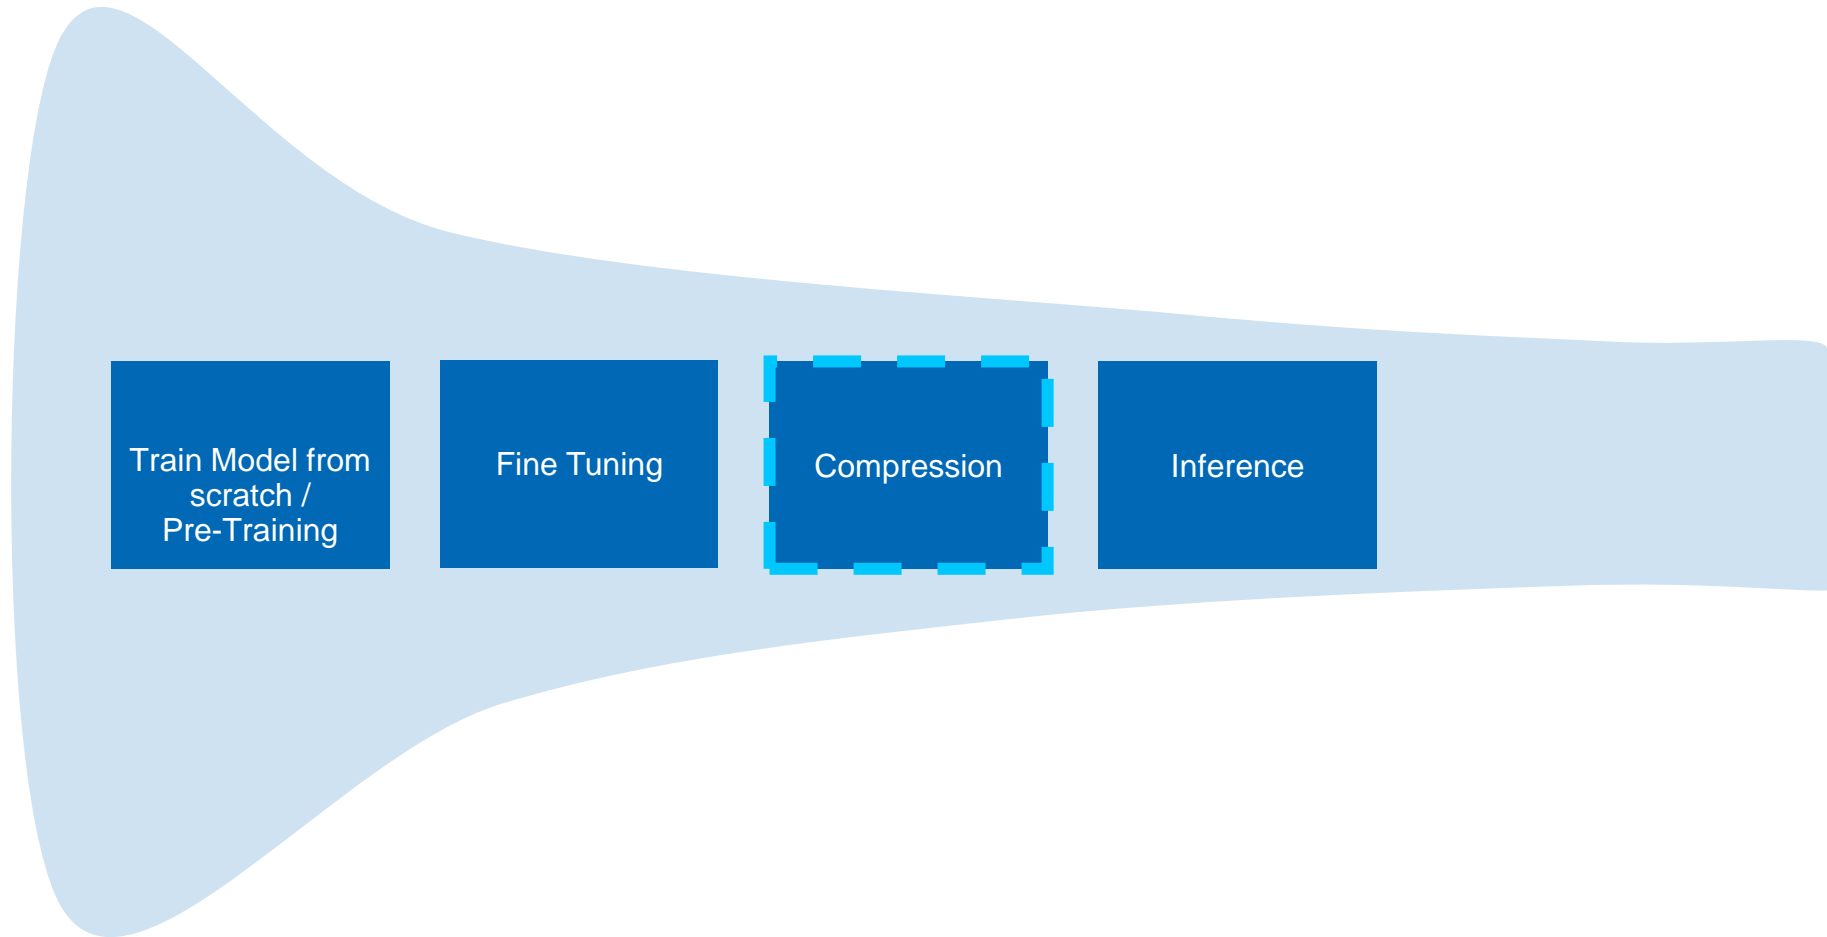 Train Model from
scratch /
Pre-Training
Fine Tuning
Compression
Inference